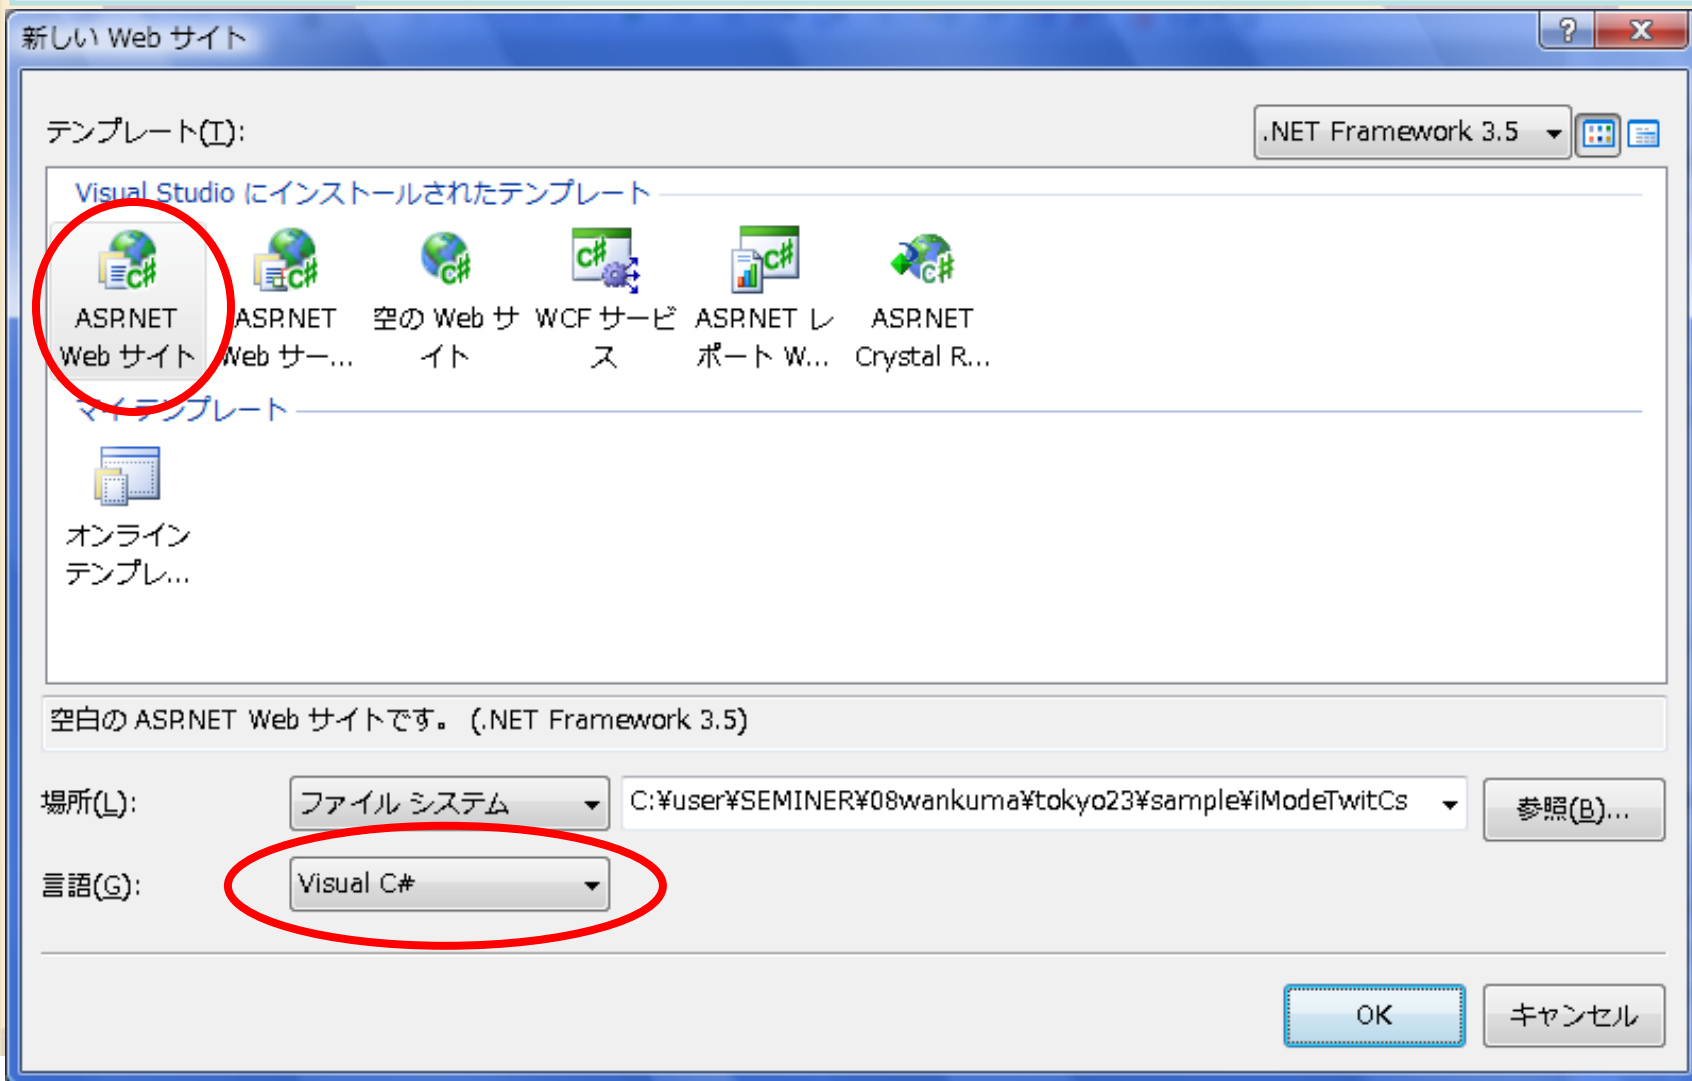 新しい Web サイト
?
X
テンプレート(T):
.NET Framework 3.5
Visual Studio にインストールされたテンプレート
ASP.NET
Web サイト
ASP.NET
Web サー...
空の Web サ
イト
WCF サービ
ス
ASP.NET レ
ポート W...
ASP.NET
Crystal R...
マイ テンプレート
オンライン
テンプレ...
空白の ASP.NET Web サイトです。 (.NET Framework 3.5)
場所(L):
ファイル システム
C:¥user¥SEMINER¥08wankuma¥tokyo23¥sample¥iModeTwitCs
参照(B)...
言語(G):
Visual C#
OK
キャンセル